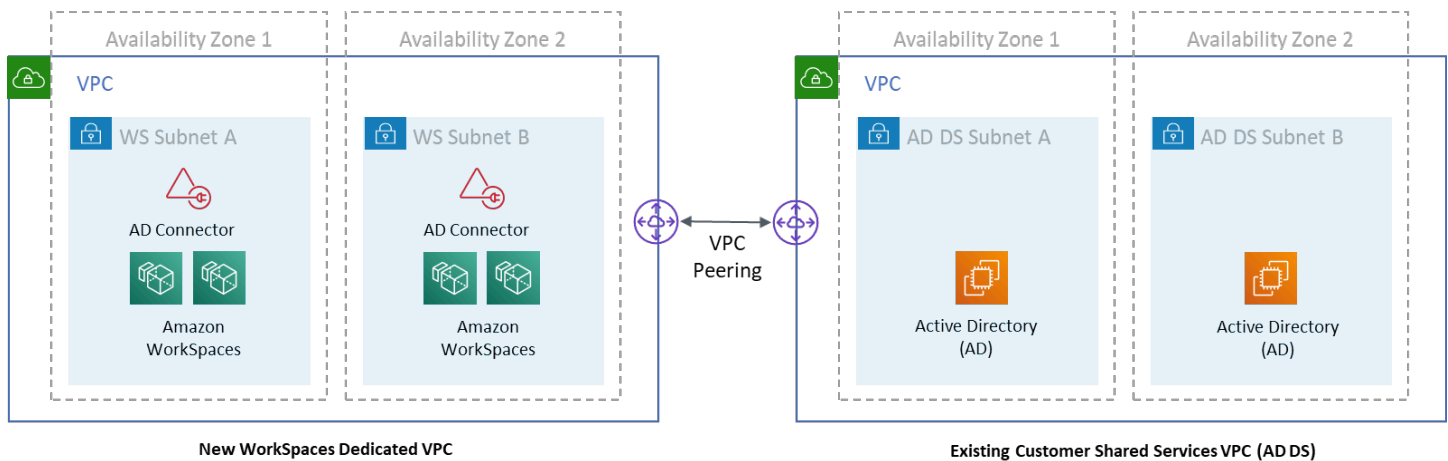 Availability Zone 1
Availability Zone 2
VPC
WS Subnet A
WS Subnet B
AD Connector
AD Connector
Amazon
WorkSpaces
Amazon
WorkSpaces
New WorkSpaces Dedicated VPC
VPC
Peering
Availability Zone 1
Availability Zone 2
VPC
AD DS Subnet A
AD DS Subnet B
Active Directory
(AD)
Active Directory
(AD)
Existing Customer Shared Services VPC (AD DS)